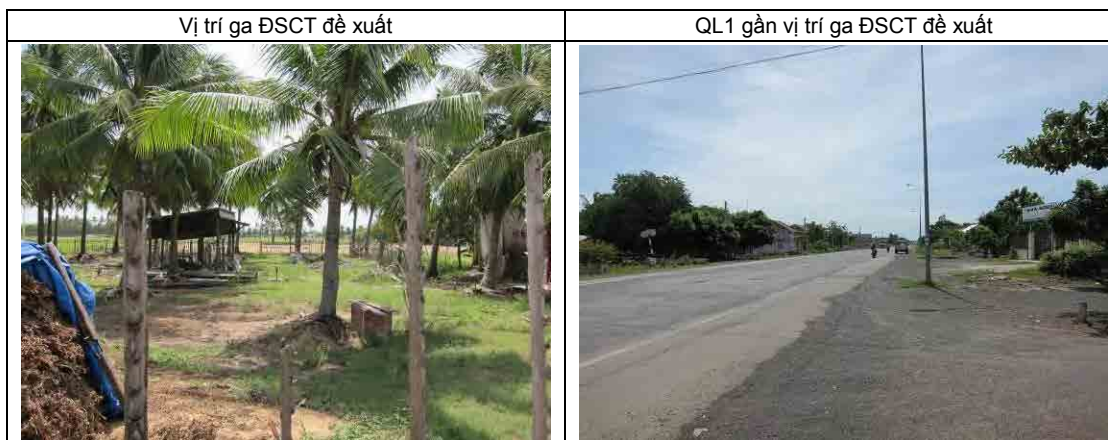 Vị trí ga ĐSCT đề xuất
QL1 gần vị trí ga ĐSCT đề xuất